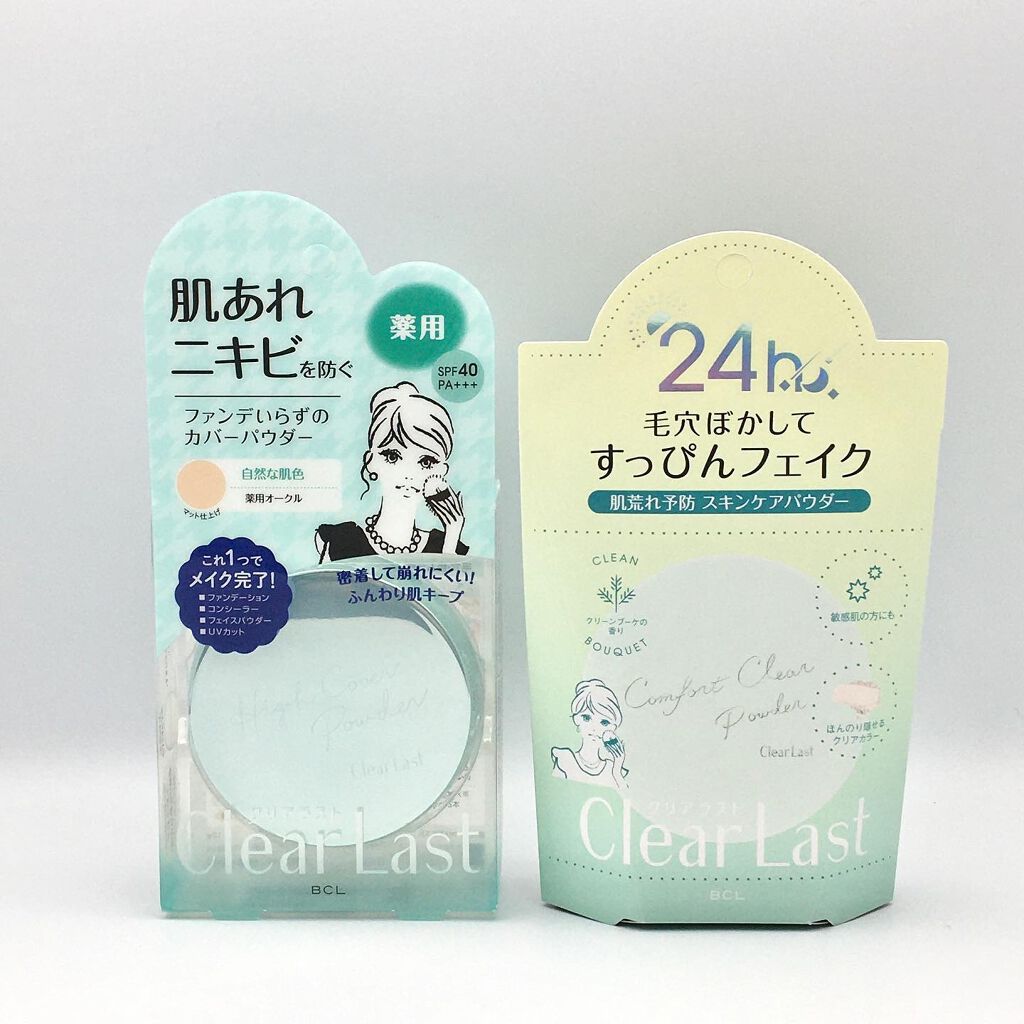 肌あれ
ニキビを防ぐ
薬用
SPF40
PA+++
ファンデいらずの
カバーパウダー
自然な肌色
薬用オークル
マット仕上げ
これ1つで
メイク完了!
■ファンデーション
■コンシーラー
■フェイスパウダー
■UVカット
密着して崩れにくい!
ふんわり肌キープ
Powder
Clear Last
クリアラスト
Clear Last
BCL
24h
毛穴ぼかして
すっぴんフェイク
肌荒れ予防 スキンケアパウダー
CLEAN
クリーンブーケの
香り
BOUQUET
敏感肌の方にも
Comfort Clear
Powder
Clear Last
ほんのり隠せる
クリアカラー
クリアラスト
Clear Last
BCL